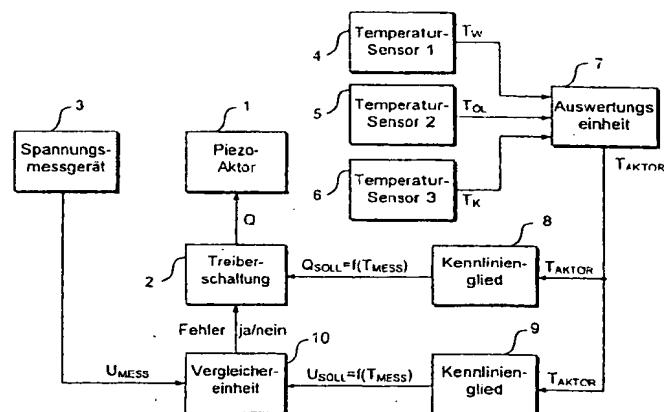 4
Temperatur-
Sensor 1
TW
7
3
1
5
Temperatur-
Sensor 2
TÖL
Auswertungs
einheit
Spannungs-
messgerät
Piezo-
Aktor
6
Temperatur-
Sensor 3
TK
TAKTOR
Q
8
2
Treiber-
schaltung
QSOLL=f(TMESS)
Kennlinien-
glied
TAKTOR
Fehler ja/nein
10
9
UMESS
Vergleicher-
einheit
USOLL=f(TMESS)
Kennlinien-
glied
TAKTOR